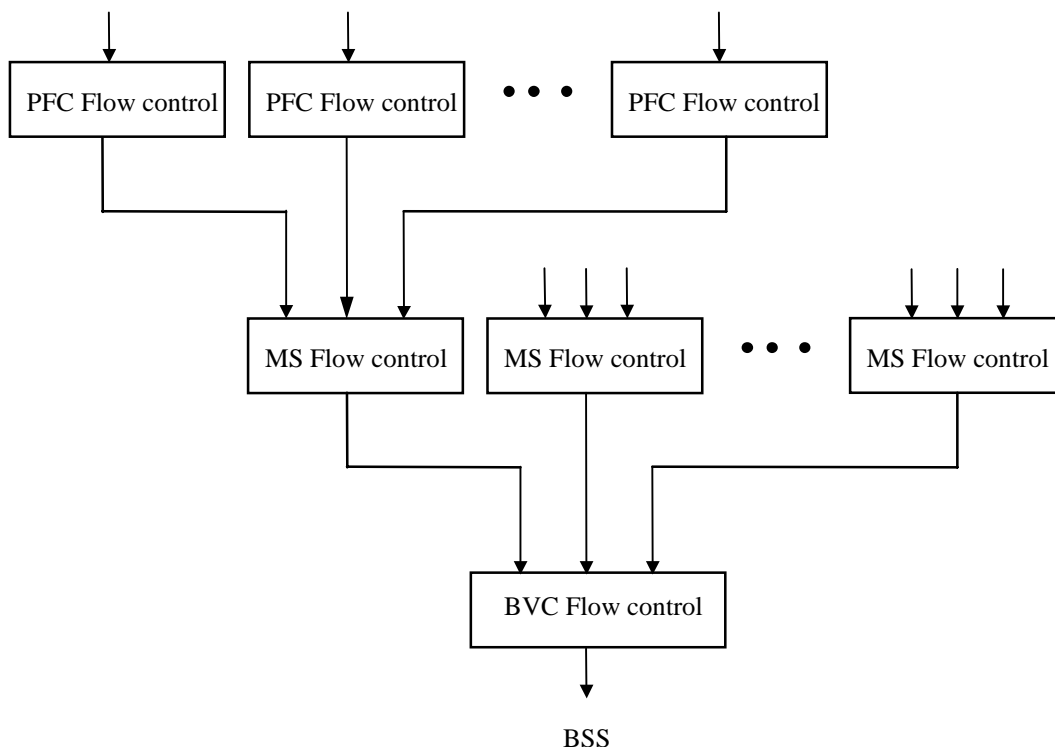 PFC Flow control
PFC Flow control
• • •
PFC Flow control
MS Flow control
MS Flow control
• • •
MS Flow control
BVC Flow control
BSS